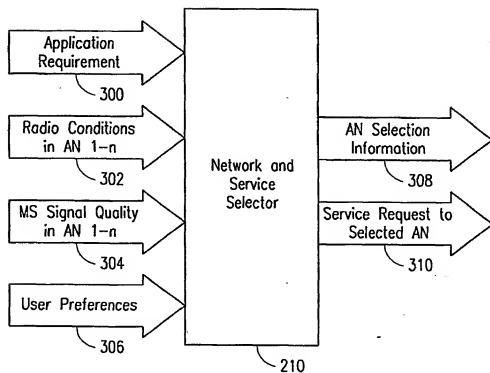 Application
Requirement
300
Radio Conditions
in AN 1-n
302
MS Signal Quality
in AN 1-n
304
User Preferences
306
Network and
Service
Selector
210
AN Selection
Information
308
Service Request to
Selected AN
310